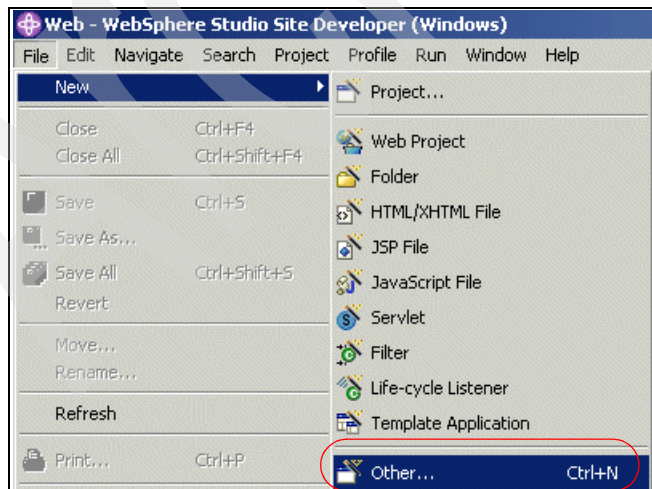 Web - WebSphere Studio Site Developer (Windows)
File Edit Navigate Search Project Profile Run Window Help
New
Close Ctrl+F4
Close All Ctrl+Shift+F4
Save Ctrl+S
Save As...
Save All Ctrl+Shift+S
Revert
Move...
Rename...
Refresh
Print... Ctrl+P
Project...
Web Project
Folder
HTML/XHTML File
JSP File
JavaScript File
Servlet
Filter
Life-cycle Listener
Template Application
Other... Ctrl+N